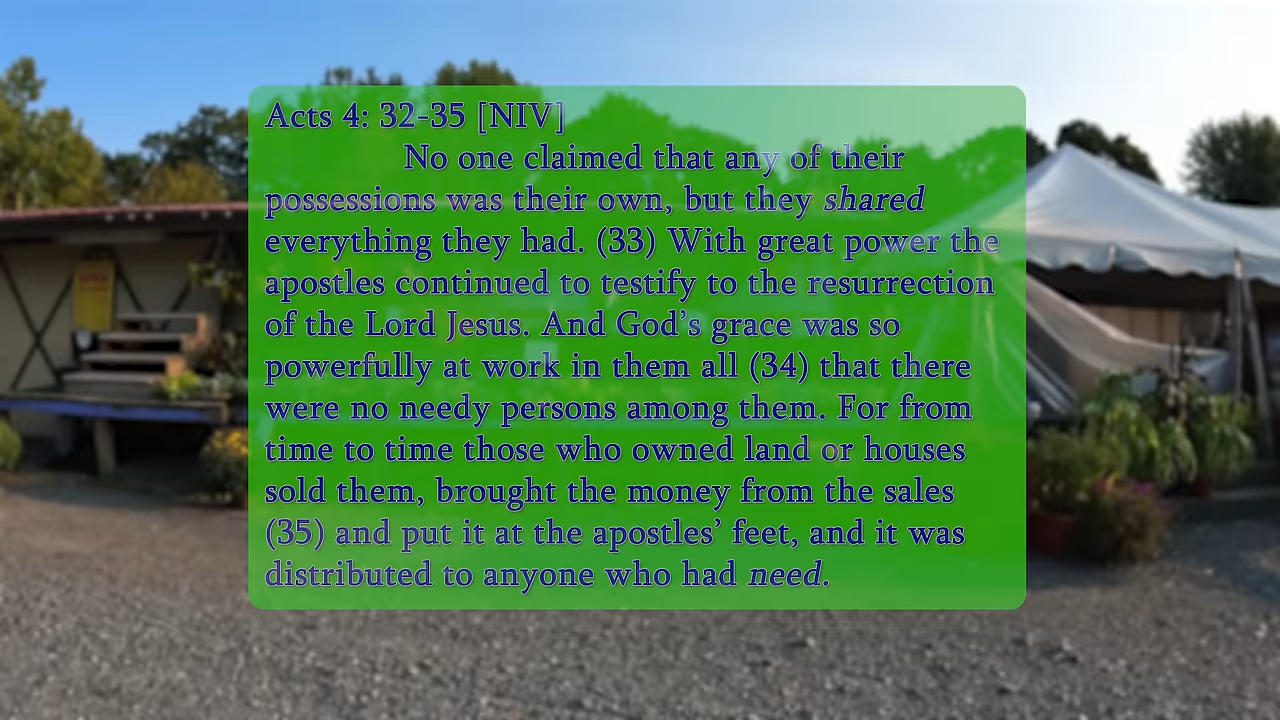 Acts 4: 32-35 [NIV]
No one claimed that any of their
possessions was their own, but they shared
everything they had. (33) With great power the
apostles continued to testify to the resurrection
of the Lord Jesus. And God’s grace was so
powerfully at work in them all (34) that there
were no needy persons among them. For from
time to time those who owned land or houses
sold them, brought the money from the sales
(35) and put it at the apostles’ feet, and it was
distributed to anyone who had need.